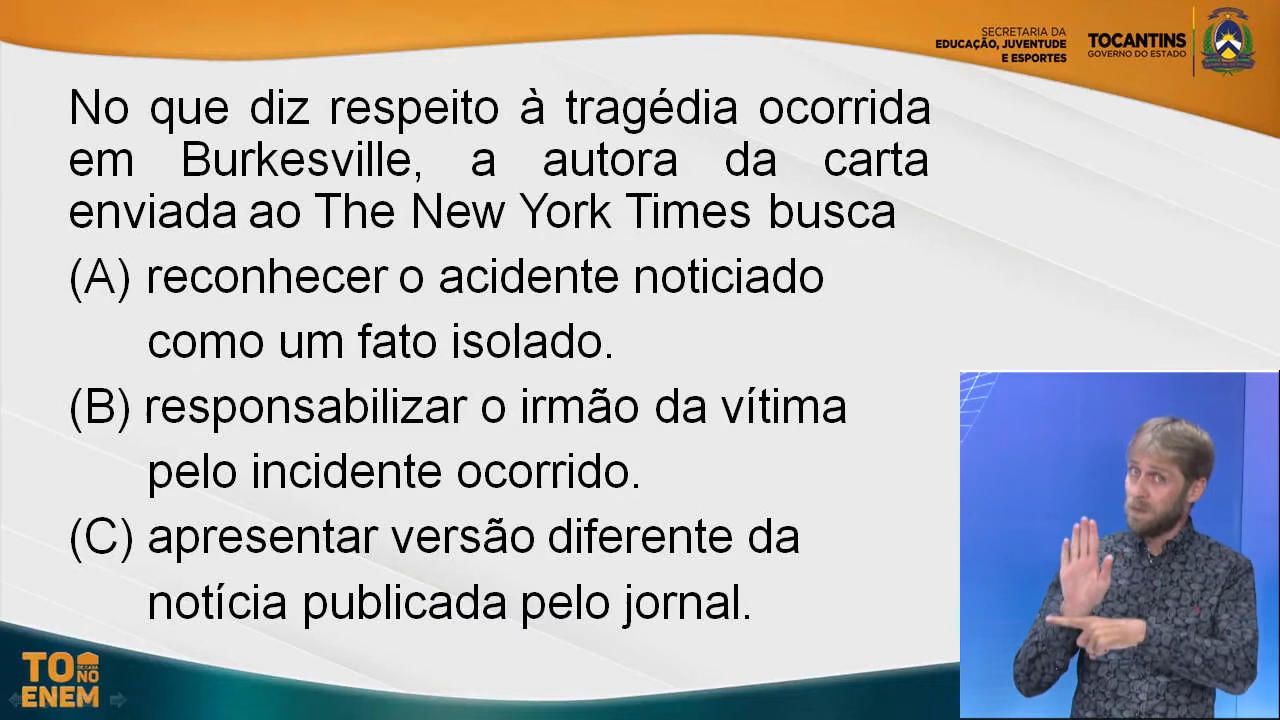 SECRETARIA DA
EDUCAÇÃO, JUVENTUDE
E ESPORTES
TOCANTINS
GOVERNO DO ESTADO
No que diz respeito à tragédia ocorrida
em Burkesville, a autora da carta
enviada ao The New York Times busca
(A) reconhecer o acidente noticiado
como um fato isolado.
(B) responsabilizar o irmão da vítima
pelo incidente ocorrido.
(C) apresentar versão diferente da
notícia publicada pelo jornal.
TO DE CASA
NO
ENEM